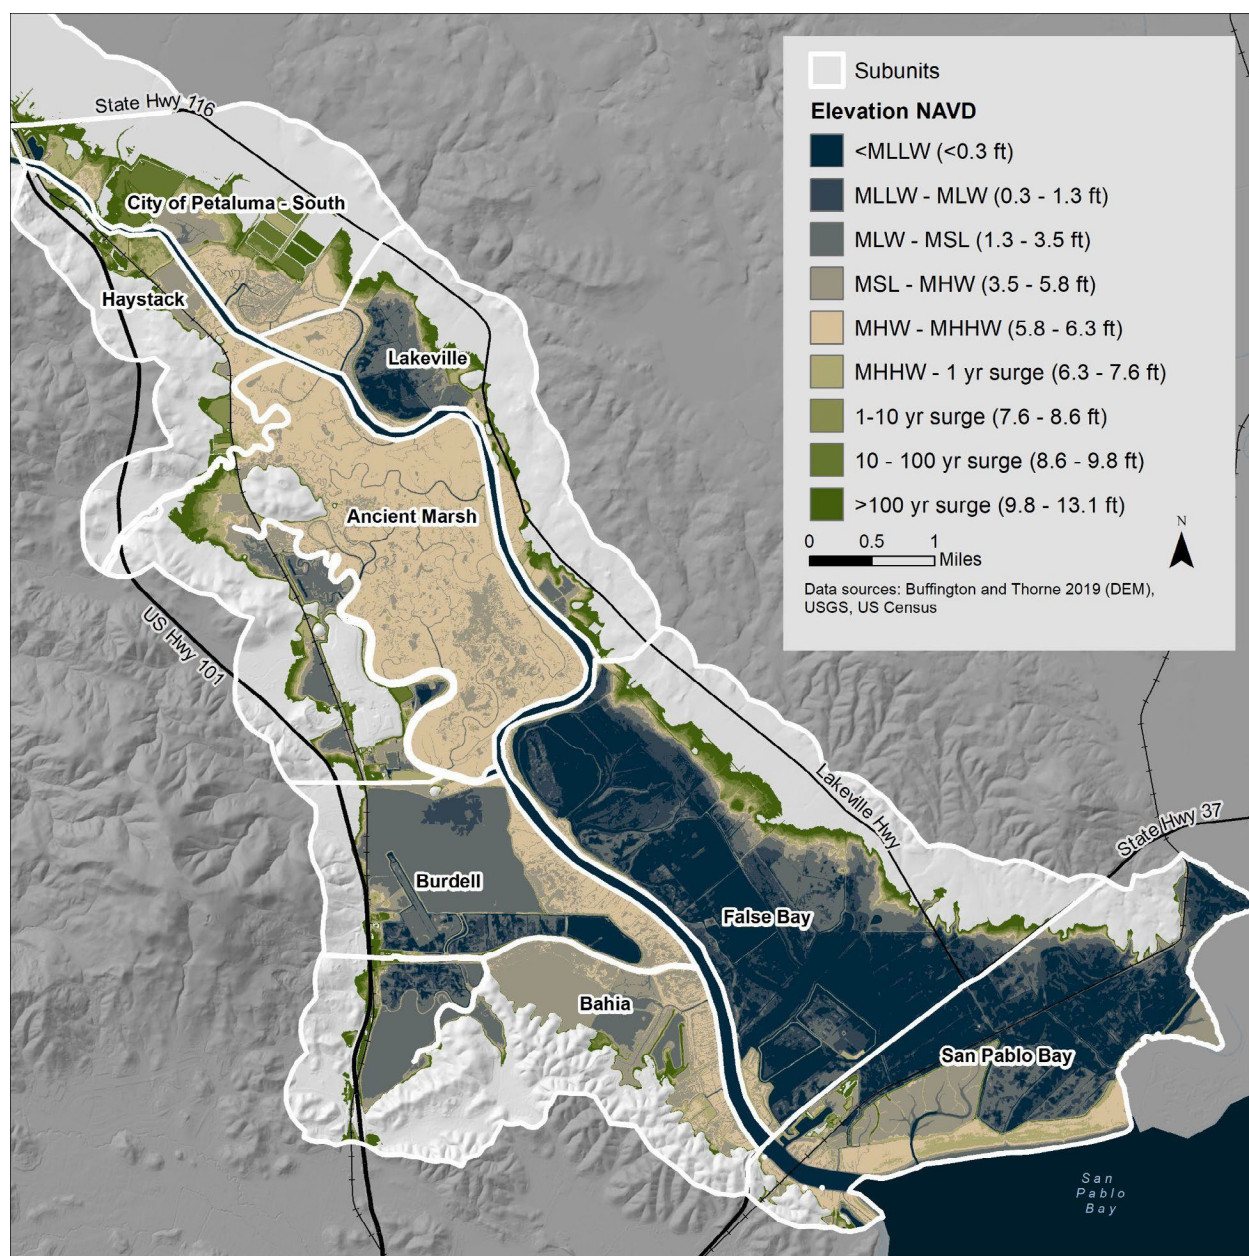 Subunits
Elevation NAVD
<MLLW (<0.3 ft)
MLLW - MLW (0.3 - 1.3 ft)
MLW - MSL (1.3 - 3.5 ft)
MSL - MHW (3.5 - 5.8 ft)
MHW - MHHW (5.8 - 6.3 ft)
MHHW - 1 yr surge (6.3 - 7.6 ft)
1-10 yr surge (7.6 - 8.6 ft)
10 - 100 yr surge (8.6 - 9.8 ft)
>100 yr surge (9.8 - 13.1 ft)
N
0 0.5 1
Miles
Data sources: Buffington and Thorne 2019 (DEM),
USGS, US Census
State Hwy 116
City of Petaluma - South
Haystack
Lakeville
Ancient Marsh
US Hwy 101
Lakeville Hwy
State Hwy 37
Burdell
False Bay
Bahia
San Pablo Bay
San
Pablo
Bay